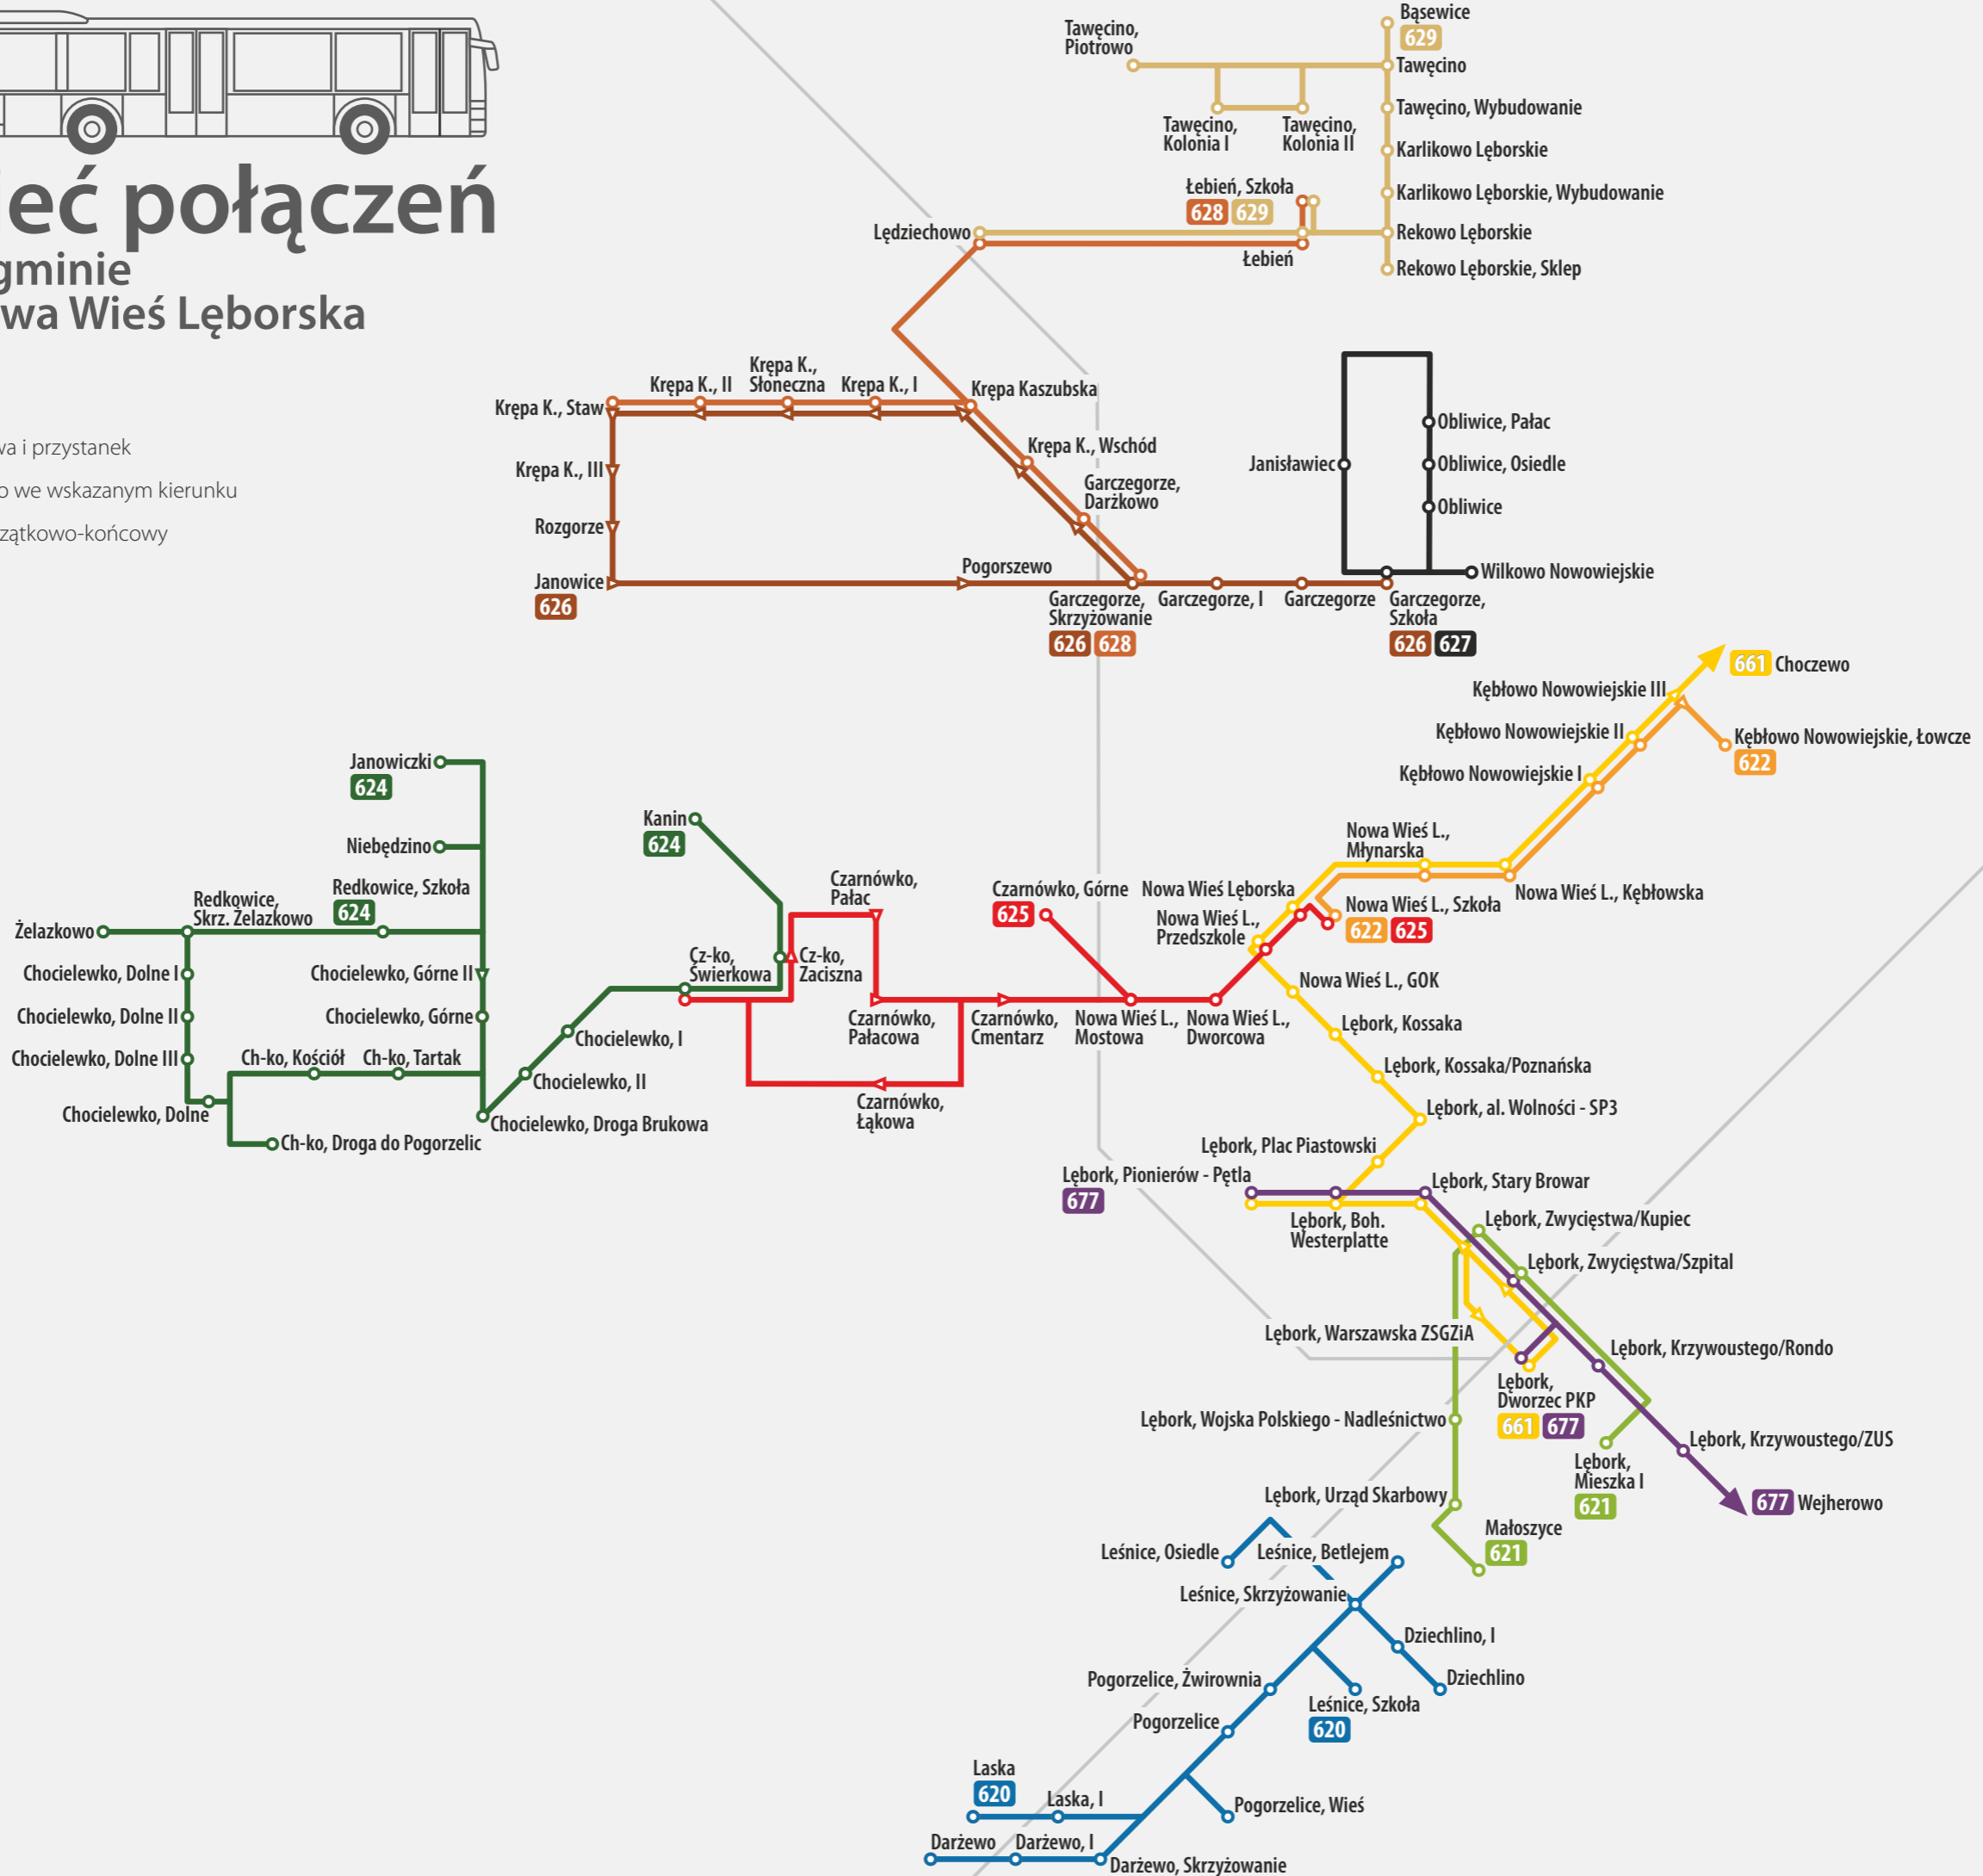 ieć połączeń
gminie
wa Wieś Lęborska
wa i przystanek
o we wskazanym kierunku
zątkowo-końcowy
Bąsewice
629
Tawęcino,
Piotrowo
Tawęcino
Tawęcino, Wybudowanie
Tawęcino,
Kolonia I
Tawęcino,
Kolonia II
Karlikowo Lęborskie
Karlikowo Lęborskie, Wybudowanie
Łebień, Szkoła
628 629
Lędziechowo
Rekowo Lęborskie
Łebień
Rekowo Lęborskie, Sklep
Krępa K., Staw
Krępa K., II
Krępa K.,
Słoneczna
Krępa K., I
Krępa Kaszubska
Krępa K., Wschód
Krępa K., III
Garczegorze,
Darżkowo
Rozgorze
Janowice
626
Pogorszewo
Garczegorze,
Skrzyżowanie
626 628
Garczegorze, I
Garczegorze
Garczegorze,
Szkoła
626 627
Obliwice, Pałac
Janisławiec
Obliwice, Osiedle
Obliwice
Wilkowo Nowowiejskie
661 Choczewo
Kębłowo Nowowiejskie III
Kębłowo Nowowiejskie II
Kębłowo Nowowiejskie, Łowcze
622
Kębłowo Nowowiejskie I
Nowa Wieś L.,
Młynarska
Nowa Wieś L., Kębłowska
Nowa Wieś Lęborska
Nowa Wieś L., Szkoła
622 625
Nowa Wieś L.,
Przedszkole
Czarnówko, Górne
625
Janowiczki
624
Niebędzino
Redkowice, Szkoła
624
Redkowice,
Skrz. Żelazkowo
Żelazkowo
Chocielewko, Dolne I
Chocielewko, Górne II
Chocielewko, Dolne II
Chocielewko, Górne
Chocielewko, Dolne III
Ch-ko, Kościół
Ch-ko, Tartak
Chocielewko, Dolne
Ch-ko, Droga do Pogorzelic
Chocielewko, Droga Brukowa
Chocielewko, II
Chocielewko, I
Kanin
624
Cz-ko,
Świerkowa
Cz-ko,
Zaciszna
Czarnówko,
Pałac
Czarnówko,
Pałacowa
Czarnówko,
Cmentarz
Czarnówko,
Łąkowa
Nowa Wieś L.,
Mostowa
Nowa Wieś L.,
Dworcowa
Nowa Wieś L., GOK
Lębork, Kossaka
Lębork, Kossaka/Poznańska
Lębork, al. Wolności - SP3
Lębork, Plac Piastowski
Lębork, Pionierów - Pętla
677
Lębork, Stary Browar
Lębork, Boh.
Westerplatte
Lębork, Zwycięstwa/Kupiec
Lębork, Zwycięstwa/Szpital
Lębork, Warszawska ZSGZiA
Lębork, Krzywoustego/Rondo
Lębork,
Dworzec PKP
661 677
Lębork, Wojska Polskiego - Nadleśnictwo
Lębork, Krzywoustego/ZUS
Lębork,
Mieszka I
621
Lębork, Urząd Skarbowy
677 Wejherowo
Małoszyce
621
Leśnice, Osiedle
Leśnice, Betlejem
Leśnice, Skrzyżowanie
Dziechlino, I
Dziechlino
Pogorzelice, Żwirownia
Leśnice, Szkoła
620
Pogorzelice
Laska
620
Laska, I
Pogorzelice, Wieś
Darżewo
Darżewo, I
Darżewo, Skrzyżowanie